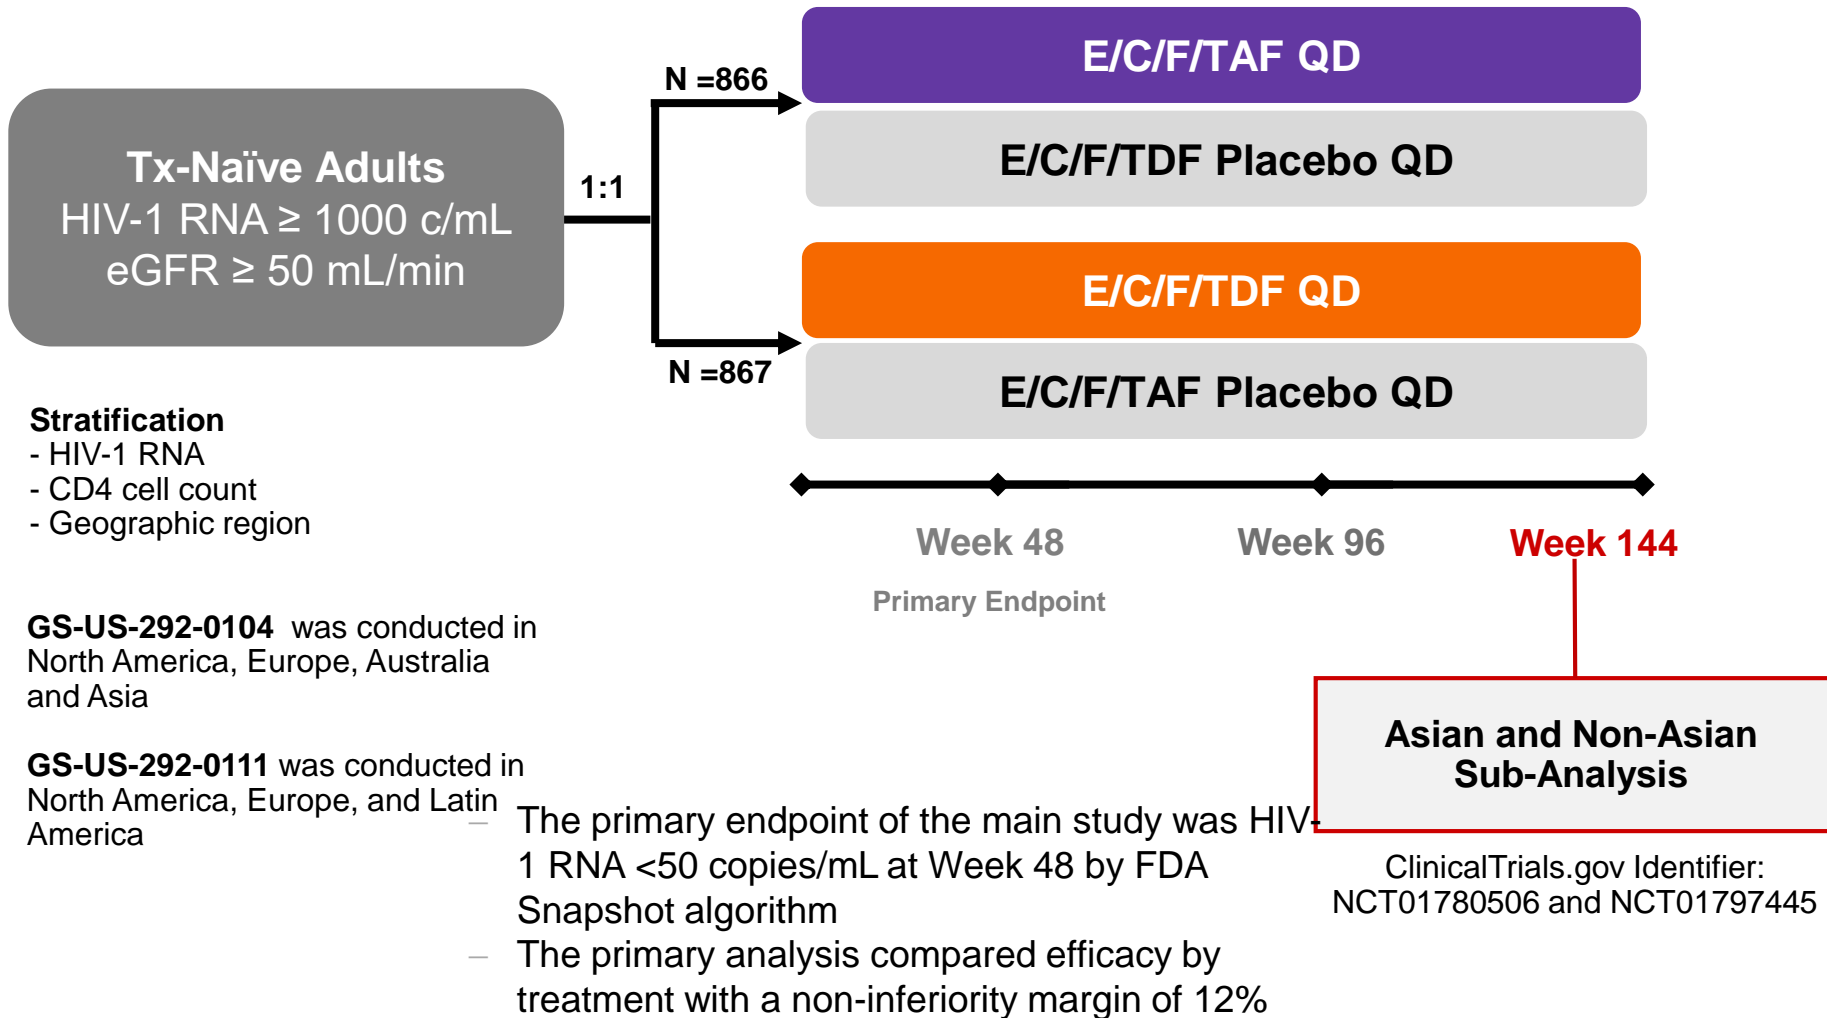 Tx-Naïve Adults
HIV-1 RNA ≥ 1000 c/mL
eGFR ≥ 50 mL/min
1:1
N =866
N =867
E/C/F/TAF QD
E/C/F/TDF Placebo QD
E/C/F/TDF QD
E/C/F/TAF Placebo QD
Week 48
Primary Endpoint
Week 96
Week 144
Stratification
- HIV-1 RNA
- CD4 cell count
- Geographic region
GS-US-292-0104 was conducted in
North America, Europe, Australia
and Asia
GS-US-292-0111 was conducted in
North America, Europe, and Latin
America
Asian and Non-Asian
Sub-Analysis
ClinicalTrials.gov Identifier:
NCT01780506 and NCT01797445
– The primary endpoint of the main study was HIV-
1 RNA <50 copies/mL at Week 48 by FDA
Snapshot algorithm
– The primary analysis compared efficacy by
treatment with a non-inferiority margin of 12%